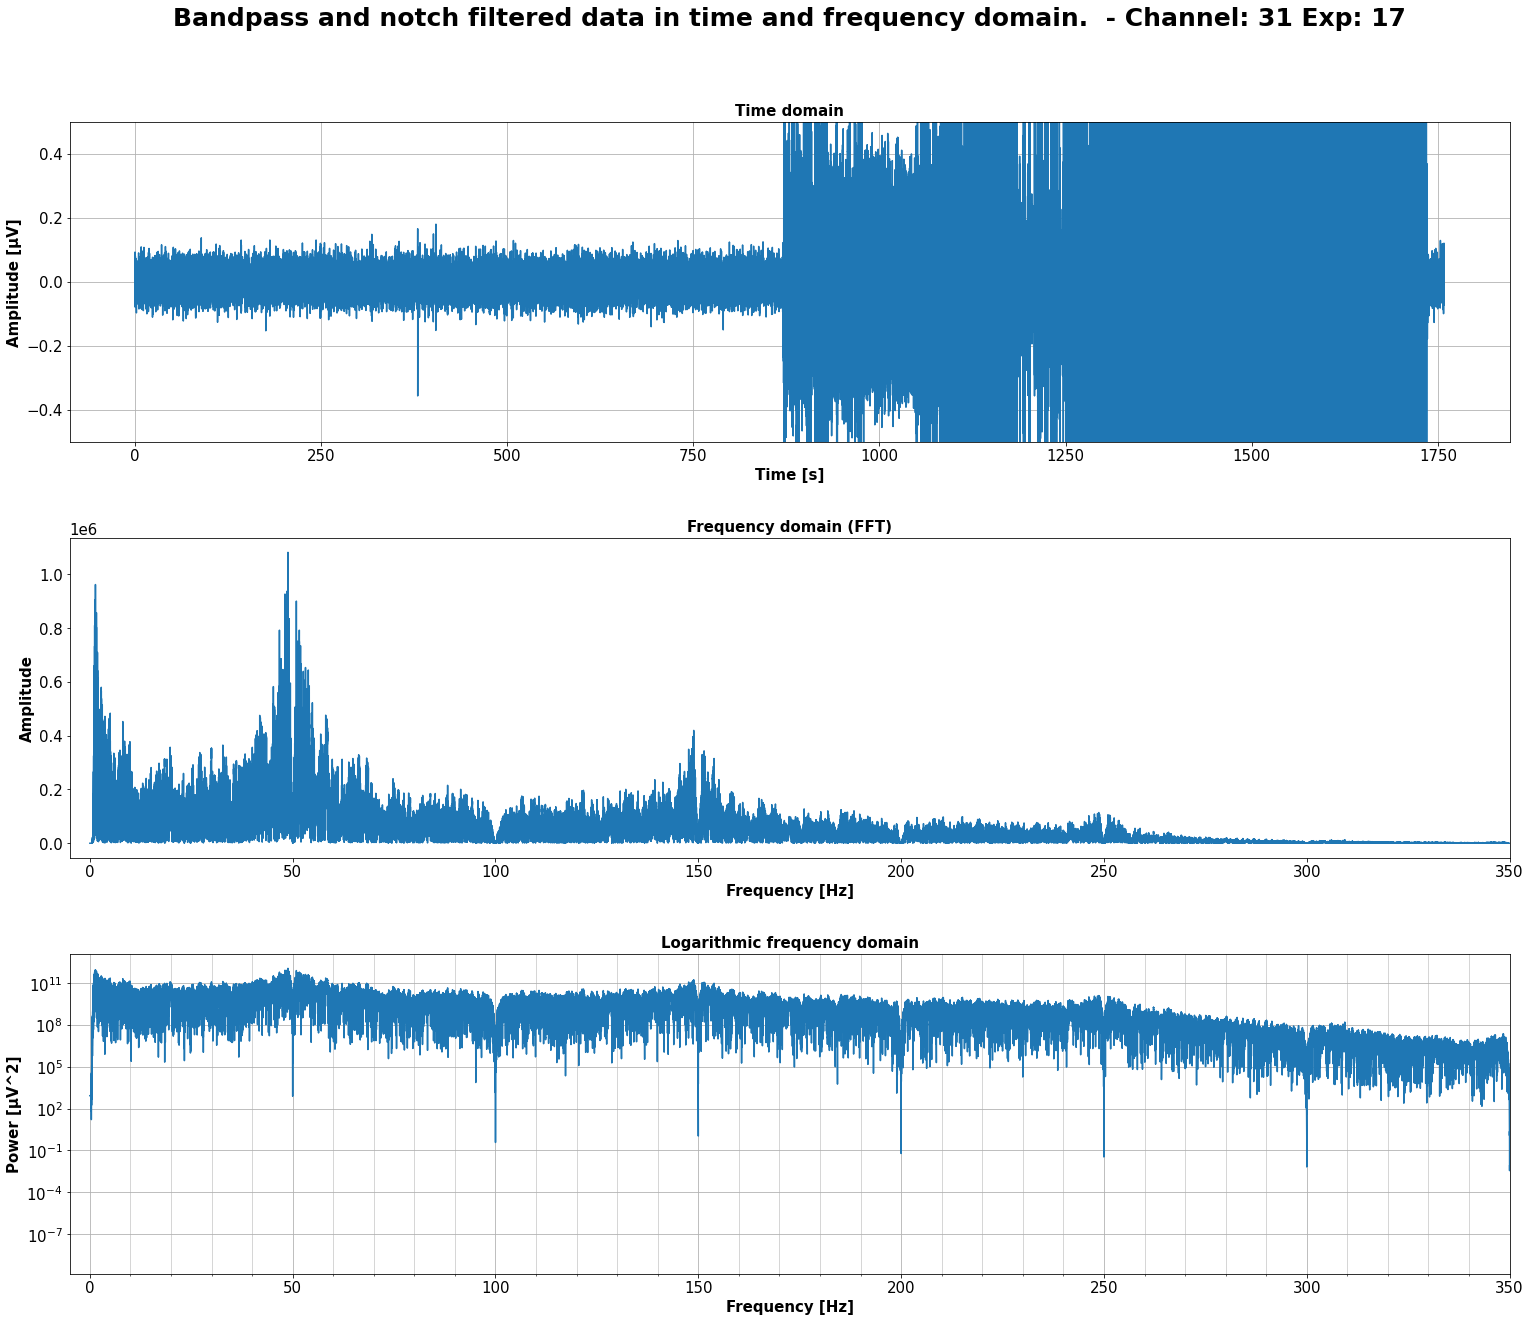 Bandpass and notch filtered data in time and frequency domain.  - Channel: 31 Exp: 17
Time domain
Amplitude [µV]
0.4
0.2
0.0
−0.2
−0.4
0 250 500 750 1000 1250 1500 1750
Time [s]
Frequency domain (FFT)
1e6
Amplitude
1.0
0.8
0.6
0.4
0.2
0.0
0 50 100 150 200 250 300 350
Frequency [Hz]
Logarithmic frequency domain
Power [µV^2]
10^11
10^8
10^5
10^2
10^−1
10^−4
10^−7
0 50 100 150 200 250 300 350
Frequency [Hz]